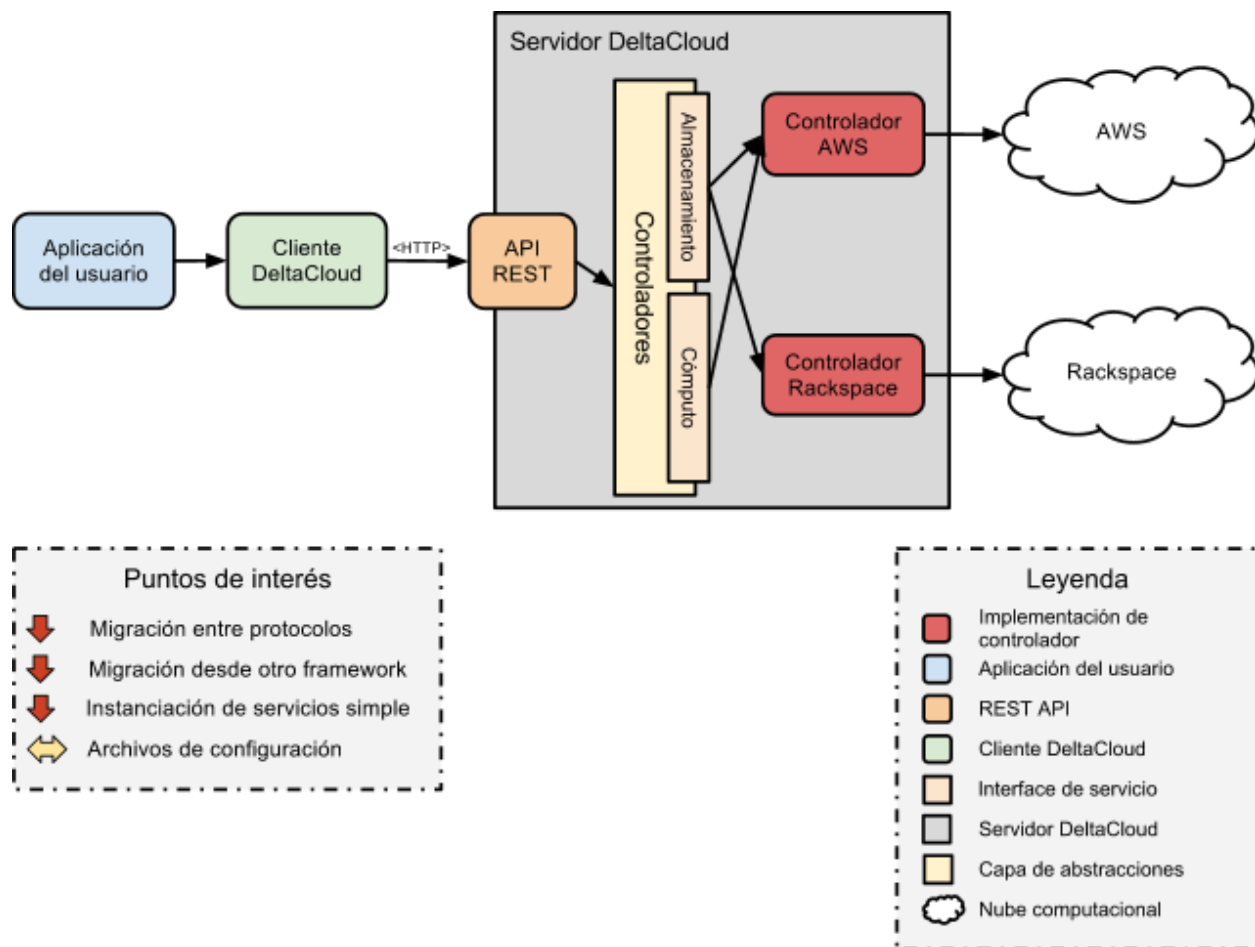 Servidor DeltaCloud
Almacenamiento
Controlador
AWS
AWS
Aplicación
del usuario
Cliente
DeltaCloud
<HTTP>
API
REST
Controladores
Cómputo
Controlador
Rackspace
Rackspace
Puntos de interés
Migración entre protocolos
Migración desde otro framework
Instanciación de servicios simple
Archivos de configuración
Leyenda
Implementación de
controlador
Aplicación del usuario
REST API
Cliente DeltaCloud
Interface de servicio
Servidor DeltaCloud
Capa de abstracciones
Nube computacional